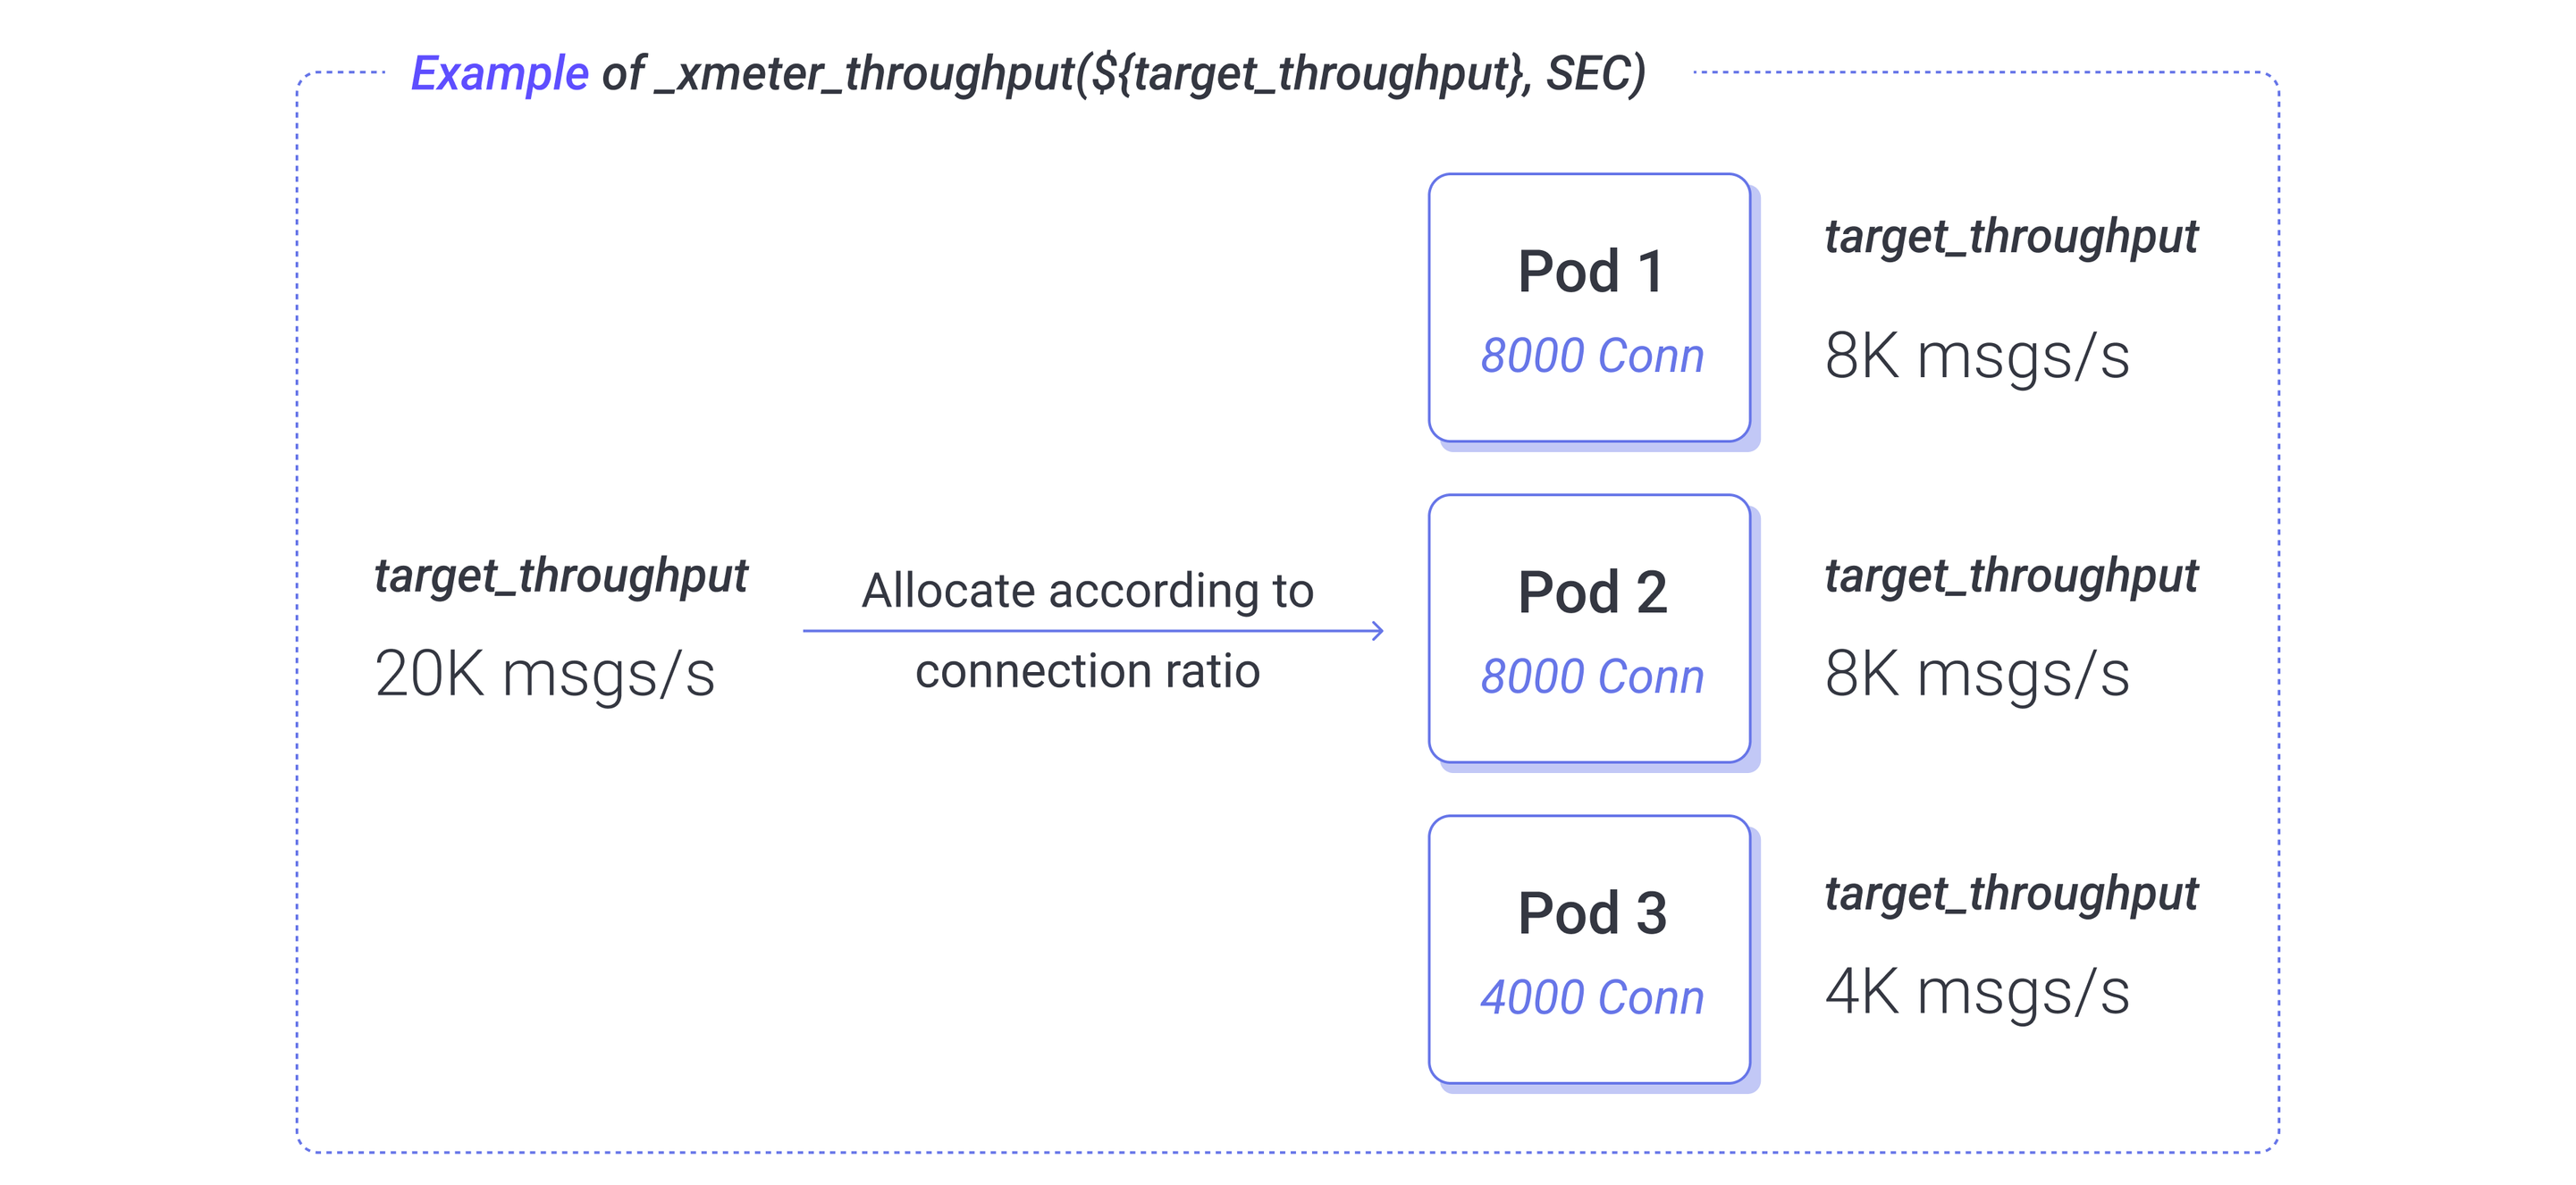 Example of _xmeter_throughput(${target_throughput}, SEC)
target_throughput
20K msgs/s
Allocate according to
connection ratio
Pod 1
8000 Conn
target_throughput
8K msgs/s
Pod 2
8000 Conn
target_throughput
8K msgs/s
Pod 3
4000 Conn
target_throughput
4K msgs/s